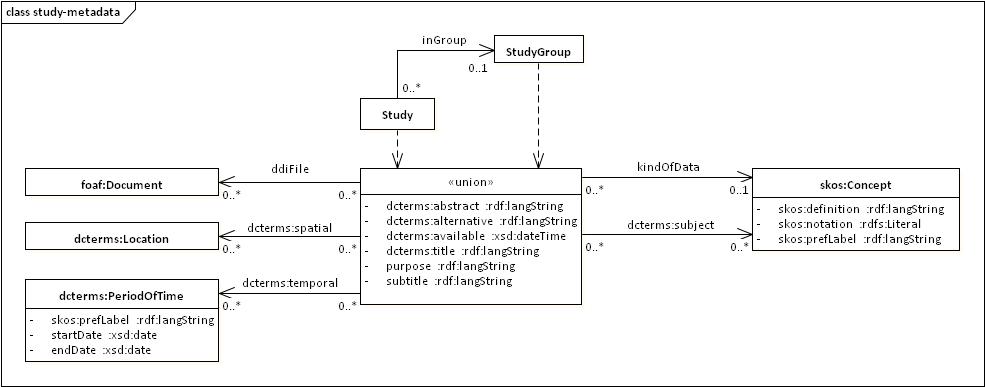 class study-metadata
inGroup
StudyGroup
0..1
0..*
Study
ddiFile
foaf:Document
0..*
0..*
dcterms:spatial
dcterms:Location
0..*
0..*
dcterms:temporal
dcterms:PeriodOfTime
0..*
0..*
- skos:prefLabel :rdf:langString
- startDate :xsd:date
- endDate :xsd:date
«union»
- dcterms:abstract :rdf:langString
- dcterms:alternative :rdf:langString
- dcterms:available :xsd:dateTime
- dcterms:title :rdf:langString
- purpose :rdf:langString
- subtitle :rdf:langString
kindOfData
0..*
0..1
dcterms:subject
0..*
0..*
skos:Concept
- skos:definition :rdf:langString
- skos:notation :rdfs:Literal
- skos:prefLabel :rdf:langString